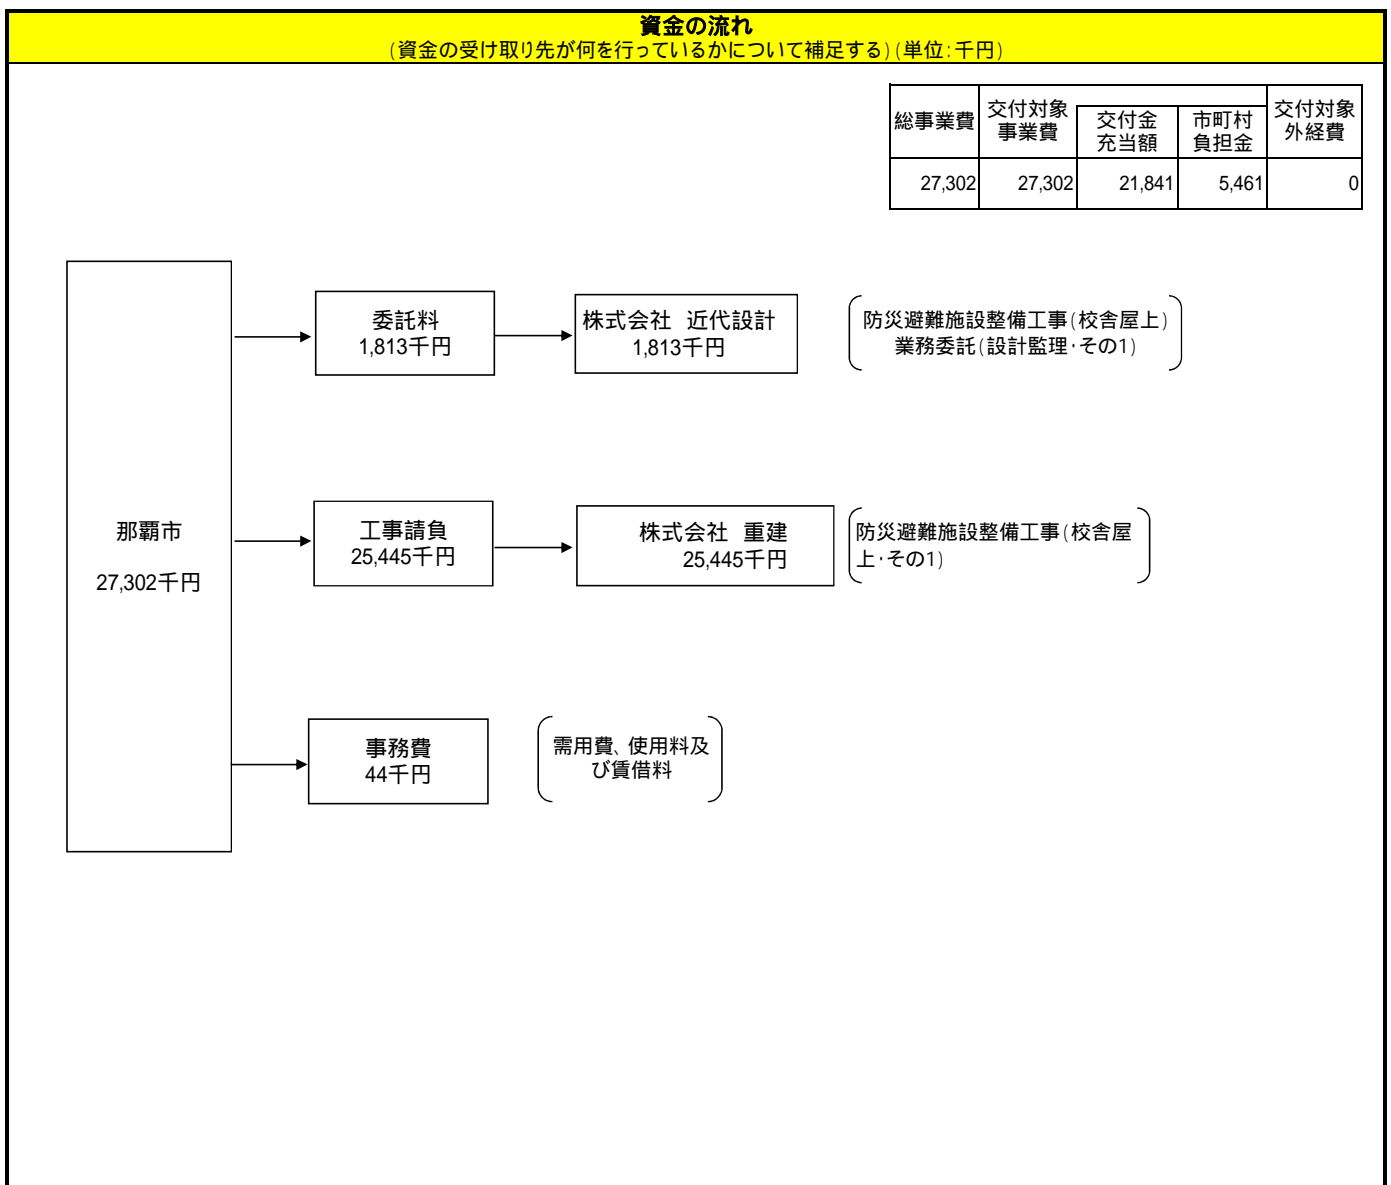 資金の流れ
(資金の受け取り先が何を行っているかについて補足する)(単位:千円)
総事業費
交付対象
事業費
交付金
充当額
市町村
負担金
交付対象
外経費
27,302 27,302 21,841 5,461 0
那覇市
27,302千円
委託料
1,813千円
株式会社 近代設計
1,813千円
防災避難施設整備工事(校舎屋上)
業務委託(設計監理・その1)
工事請負
25,445千円
株式会社 重建
25,445千円
防災避難施設整備工事(校舎屋
上・その1)
事務費
44千円
需用費、使用料及
び賃借料